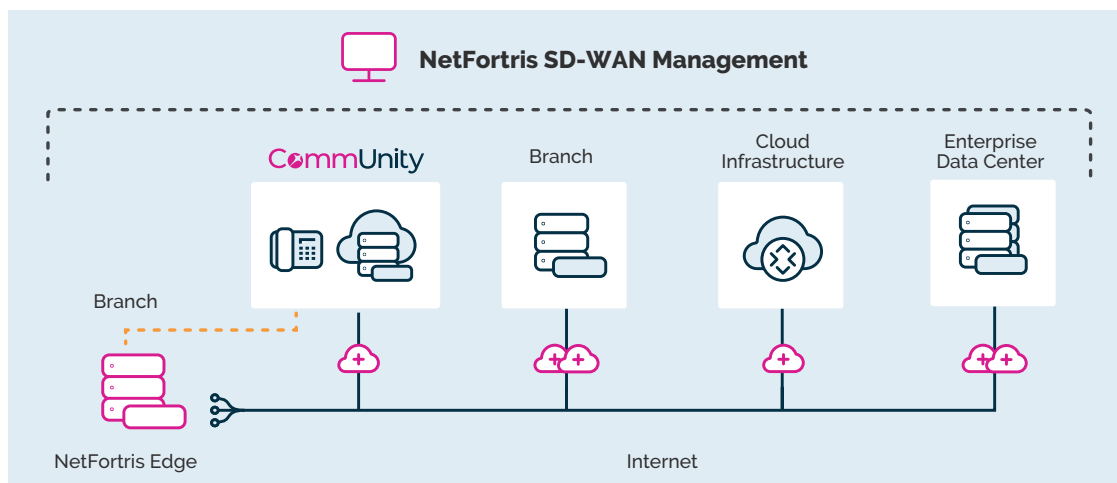 NetFortris SD-WAN Management
CommUnity
Branch
Cloud
Infrastructure
Enterprise
Data Center
Branch
NetFortris Edge
Internet